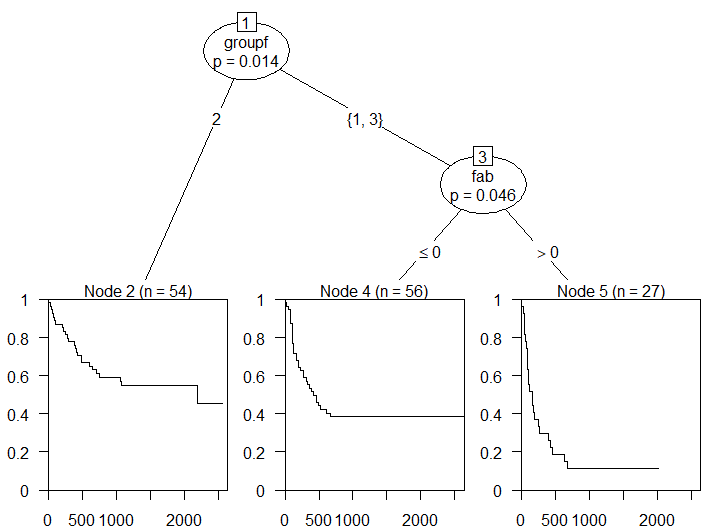 1
groupf
p = 0.014
2
{1, 3}
3
fab
p = 0.046
≤ 0
> 0
Node 2 (n = 54)
Node 4 (n = 56)
Node 5 (n = 27)
1
0.8
0.6
0.4
0.2
0
0 500 1000 2000
1
0.8
0.6
0.4
0.2
0
0 500 1000 2000
1
0.8
0.6
0.4
0.2
0
0 500 1000 2000